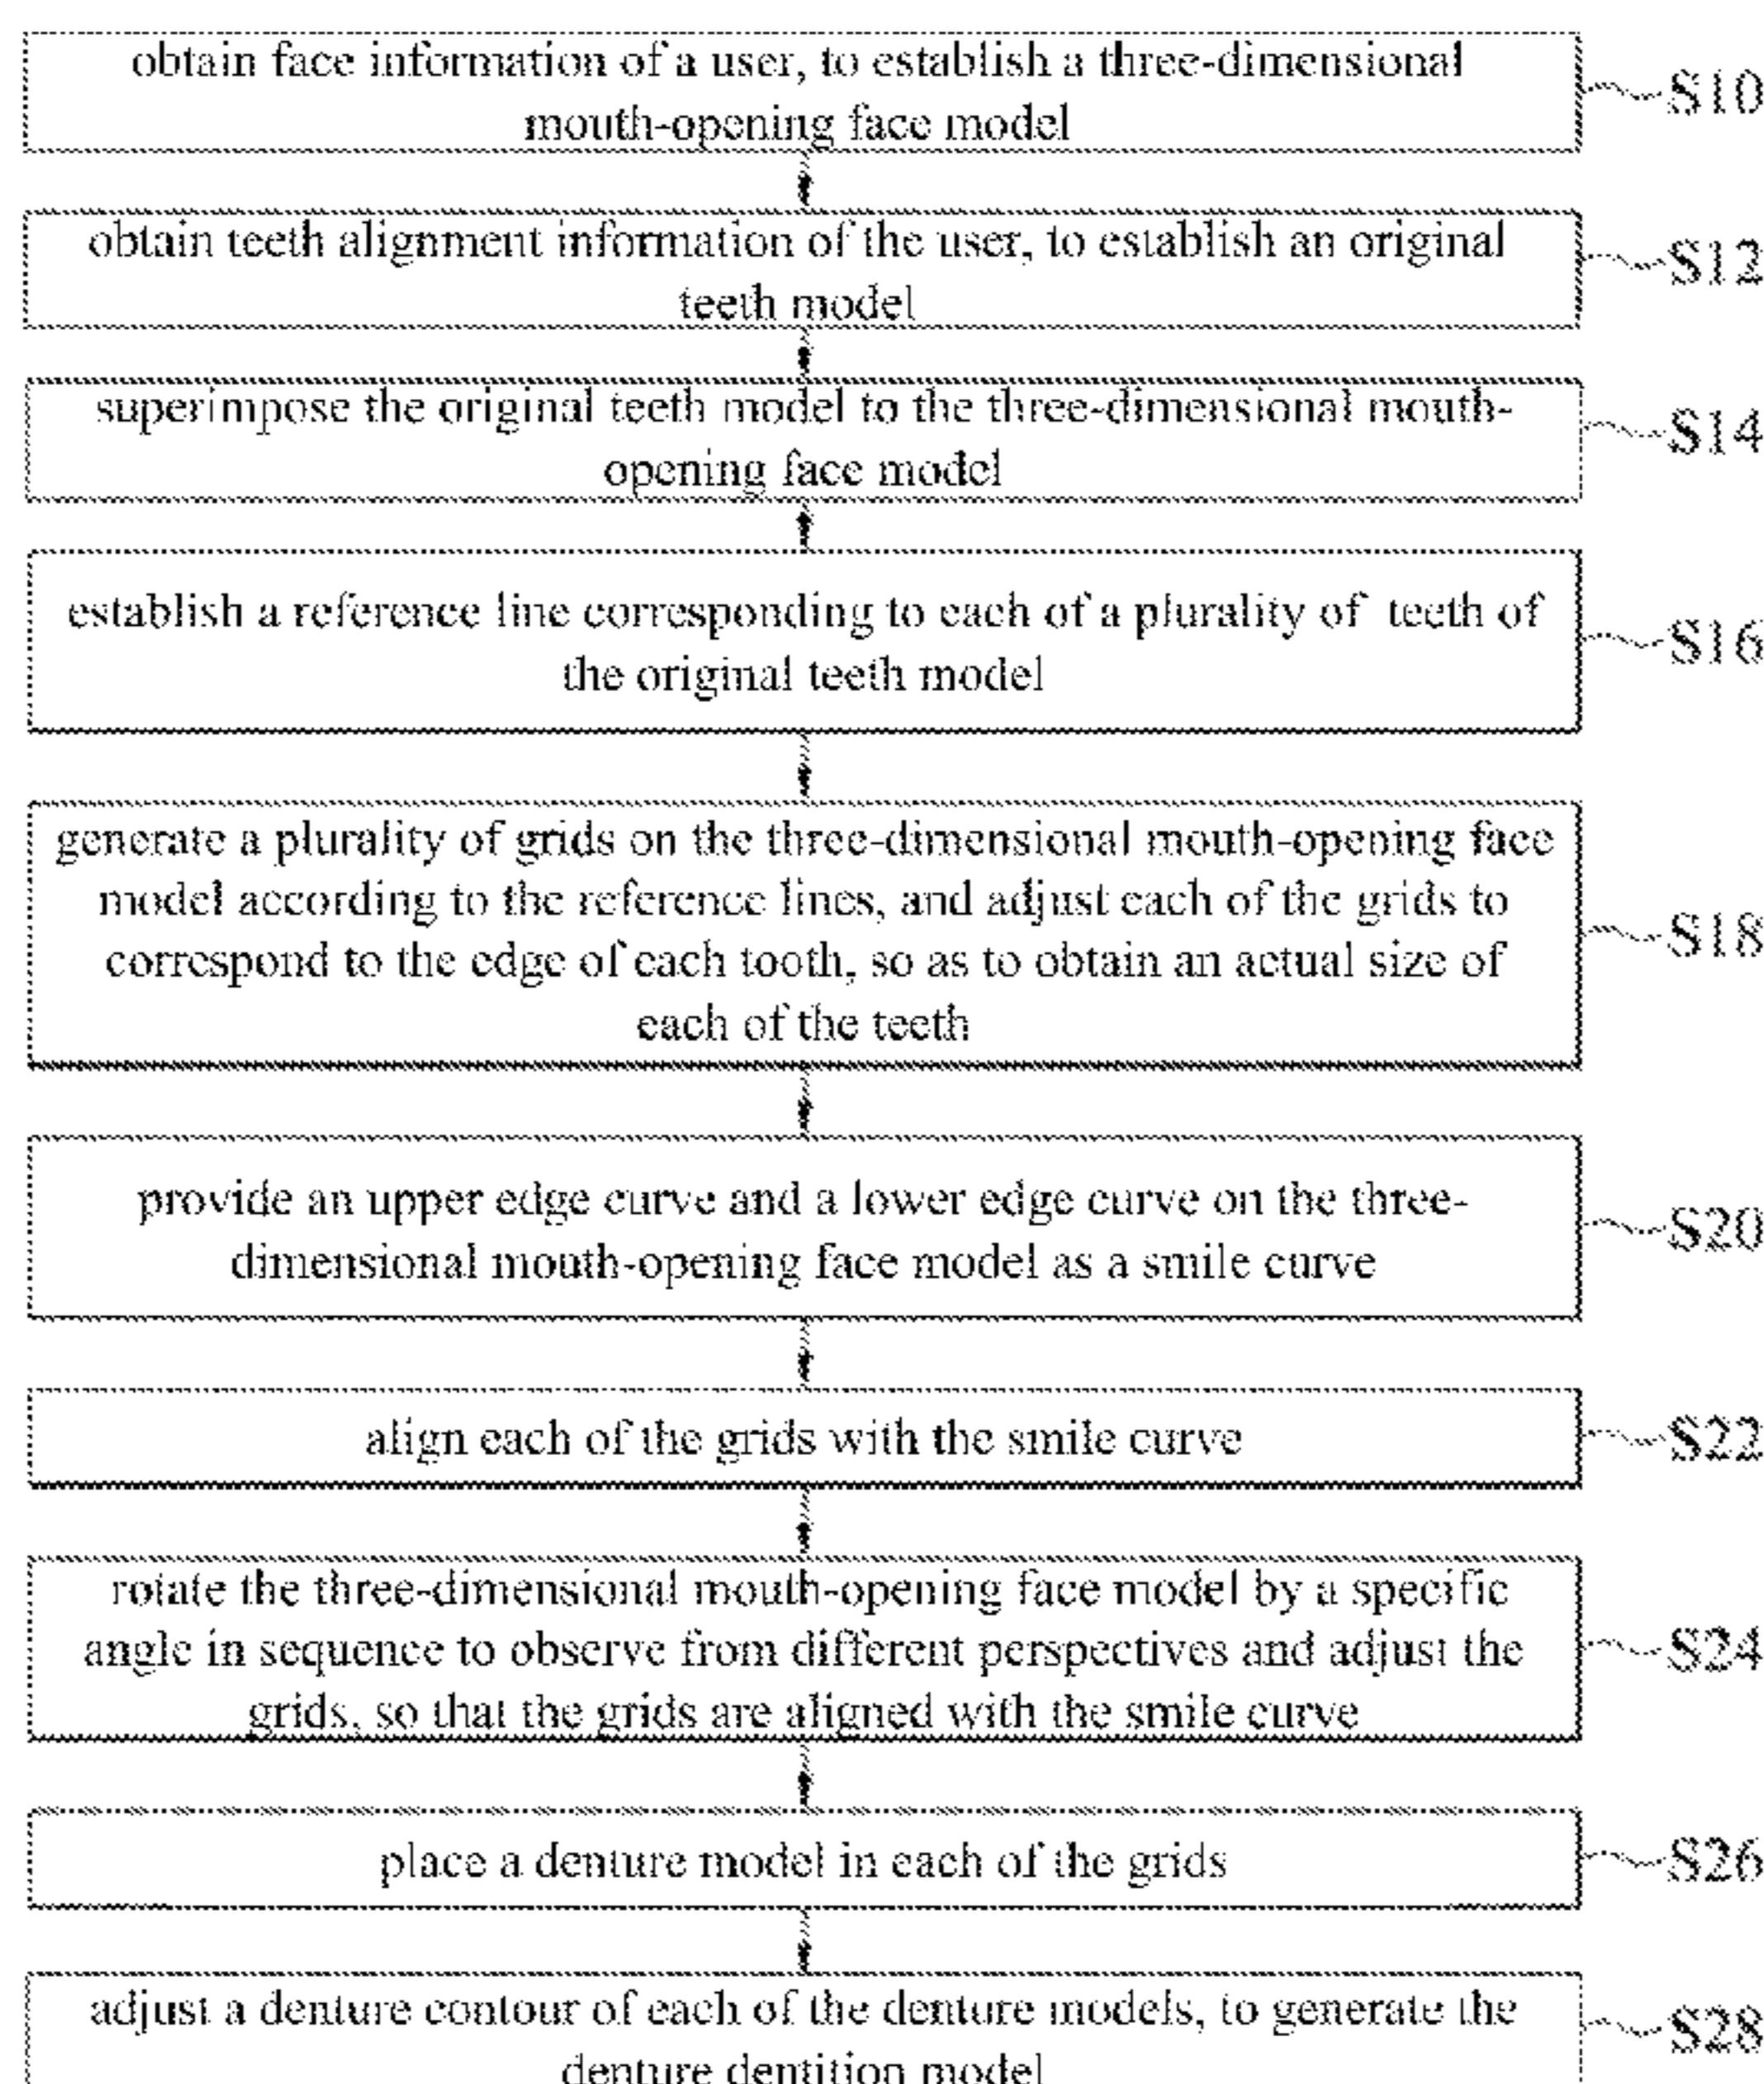 obtain face information of a user, to establish a three-dimensional
mouth-opening face model
S10
obtain teeth alignment information of the user, to establish an original
teeth model
S12
superimpose the original teeth model to the three-dimensional mouth-
opening face model
S14
establish a reference line corresponding to each of a plurality of teeth of
the original teeth model
S16
generate a plurality of grids on the three-dimensional mouth-opening face
model according to the reference lines, and adjust each of the grids to
correspond to the edge of each tooth, so as to obtain an actual size of
each of the teeth
S18
provide an upper edge curve and a lower edge curve on the three-
dimensional mouth-opening face model as a smile curve
S20
align each of the grids with the smile curve
S22
rotate the three-dimensional mouth-opening face model by a specific
angle in sequence to observe from different perspectives and adjust the
grids, so that the grids are aligned with the smile curve
S24
place a denture model in each of the grids
S26
adjust a denture contour of each of the denture models, to generate the
denture dentition model
S28